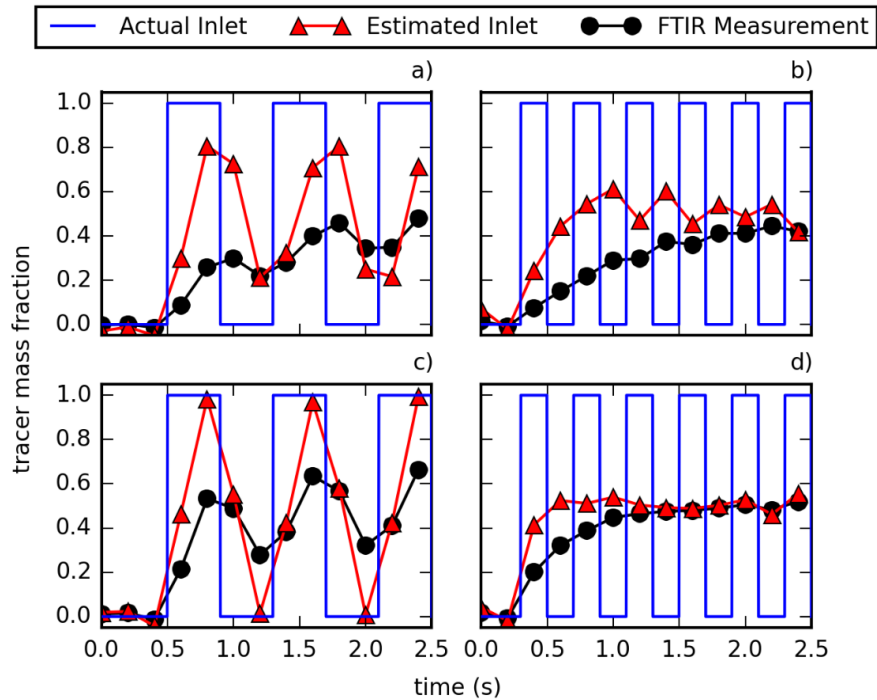 Actual Inlet Estimated Inlet FTIR Measurement
a) b)
1.0
0.8
0.6
0.4
0.2
0.0
c) d)
1.0
0.8
0.6
0.4
0.2
0.0
0.0 0.5 1.0 1.5 2.0 2.5 0.0 0.5 1.0 1.5 2.0 2.5
tracer mass fraction
time (s)